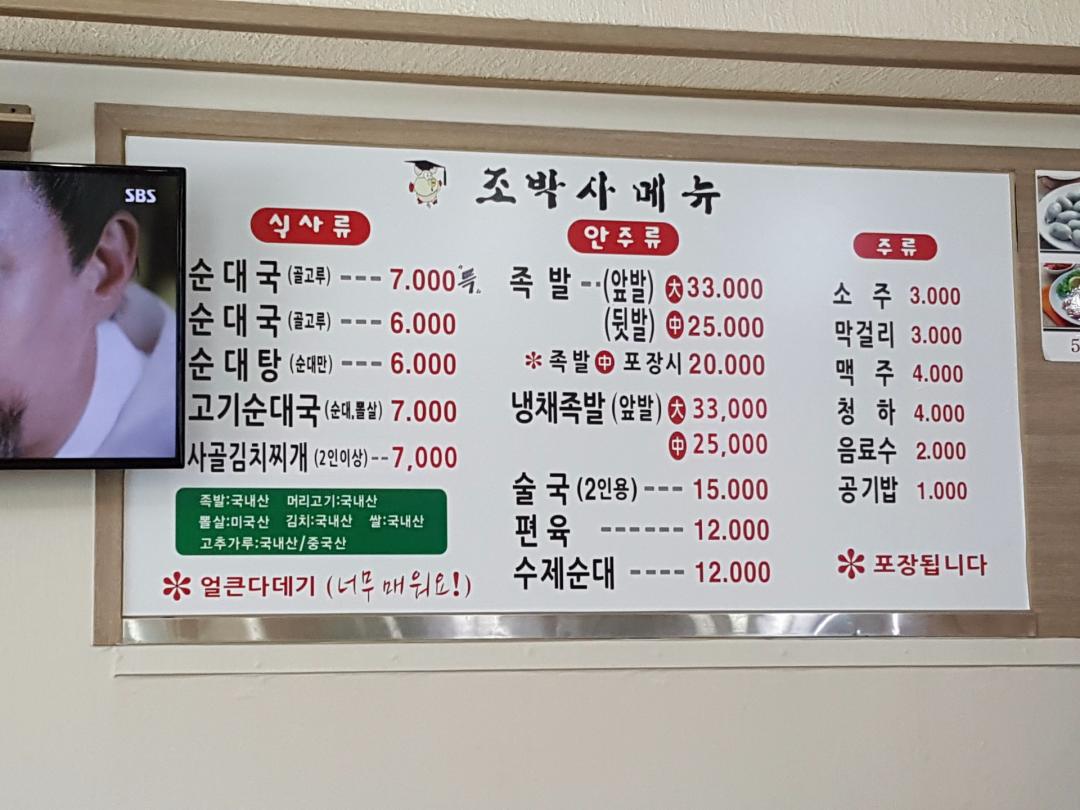 SBS
조박사메뉴
식사류
순대국 (골고루) --- 7.000 특.
순대국 (골고루) --- 6.000
순대탕 (순대만) --- 6.000
고기순대국 (순대,뽈살) 7.000
사골김치찌개 (2인이상) -- 7,000
족발:국내산 머리고기:국내산
뽈살:미국산 김치:국내산 쌀:국내산
고추가루:국내산/중국산
✻ 얼큰다데기 (너무 매워요!)
안주류
족발 -- (앞발) 大 33.000
(뒷발) 中 25.000
✻ 족발 中 포장시 20.000
냉채족발 (앞발) 大 33,000
中 25,000
술국 (2인용) --- 15.000
편육 ------ 12.000
수제순대 ---- 12.000
주류
소주 3.000
막걸리 3.000
맥주 4.000
청하 4.000
음료수 2.000
공기밥 1.000
✻ 포장됩니다
5